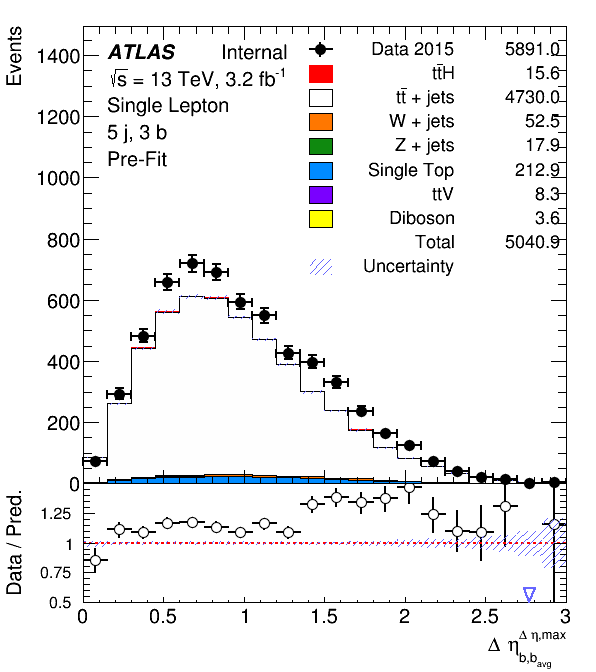 Events
1400
1200
1000
800
600
400
200
0
ATLAS Internal
√s = 13 TeV, 3.2 fb⁻¹
Single Lepton
5 j, 3 b
Pre-Fit
Data 2015 5891.0
tt̄H 15.6
tt̄ + jets 4730.0
W + jets 52.5
Z + jets 17.9
Single Top 212.9
ttV 8.3
Diboson 3.6
Total 5040.9
Uncertainty
Data / Pred.
1.25
1
0.75
0.5
0 0.5 1 1.5 2 2.5 3
Δ η_{b,b_{avg}}^{Δ η,max}